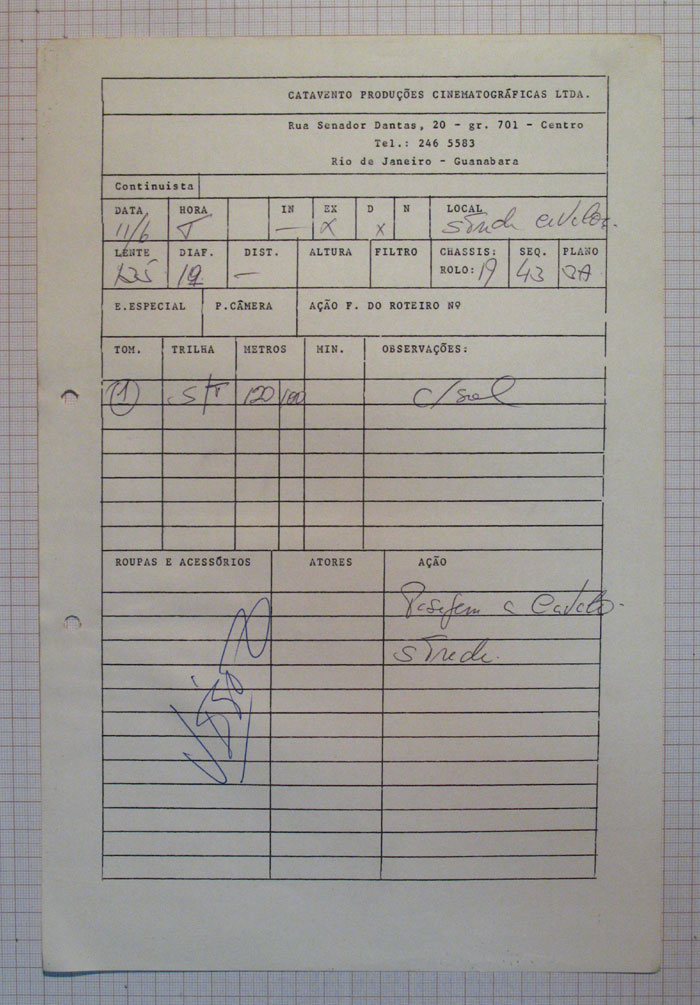 CATAVENTO PRODUÇÕES CINEMATOGRÁFICAS LTDA.
Rua Senador Dantas, 20 - gr. 701 - Centro
Tel.: 246 5583
Rio de Janeiro - Guanabara
Continuista
DATA HORA IN EX D N LOCAL
11/6 T — X X
LENTE DIAF. DIST. ALTURA FILTRO CHASSIS: SEQ. PLANO
— ROLO: 19 43
E.ESPECIAL P.CÂMERA AÇÃO F. DO ROTEIRO Nº
TOM. TRILHA METROS MIN. OBSERVAÇÕES:
1 S/T 120 c/
ROUPAS E ACESSÓRIOS ATORES AÇÃO
a